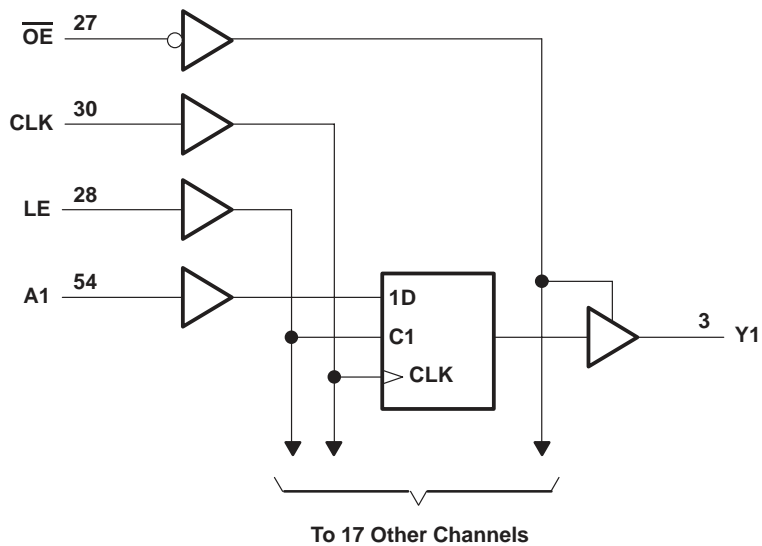 OE 27
CLK 30
LE 28
A1 54
1D
C1
CLK
3 Y1
To 17 Other Channels